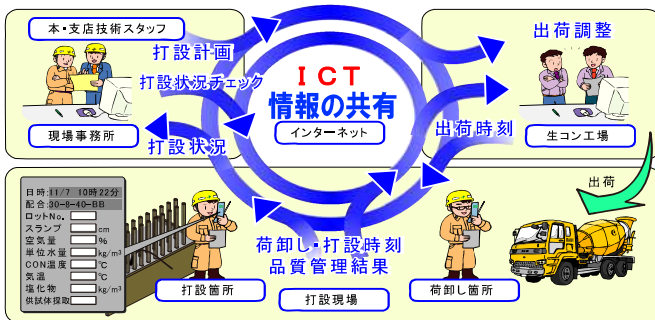 本・支店技術スタッフ
打設計画
打設状況チェック
現場事務所
打設状況
ICT
情報の共有
インターネット
出荷調整
出荷時刻
生コン工場
出荷
日時:11/7 10時22分
配合:30-8-40-BB
ロットNo.
スランプ cm
空気量 %
単位水量 kg/m³
CON温度 ℃
気温 ℃
塩化物 kg/m³
供試体採取
荷卸し・打設時刻
品質管理結果
打設箇所
打設現場
荷卸し箇所